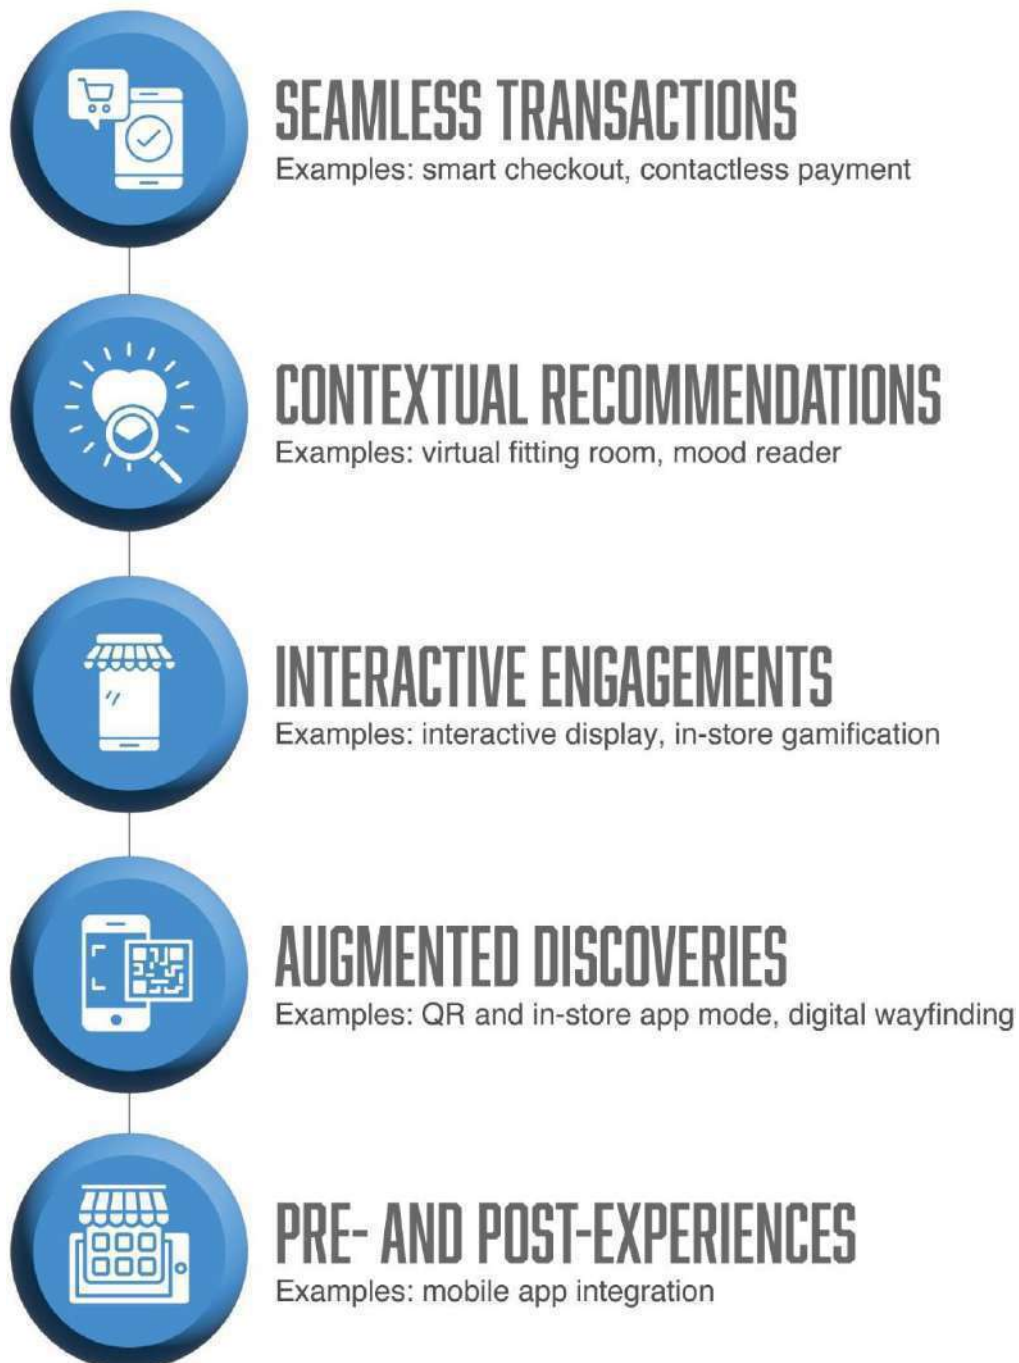 SEAMLESS TRANSACTIONS
Examples: smart checkout, contactless payment
CONTEXTUAL RECOMMENDATIONS
Examples: virtual fitting room, mood reader
INTERACTIVE ENGAGEMENTS
Examples: interactive display, in-store gamification
AUGMENTED DISCOVERIES
Examples: QR and in-store app mode, digital wayfinding
PRE- AND POST-EXPERIENCES
Examples: mobile app integration